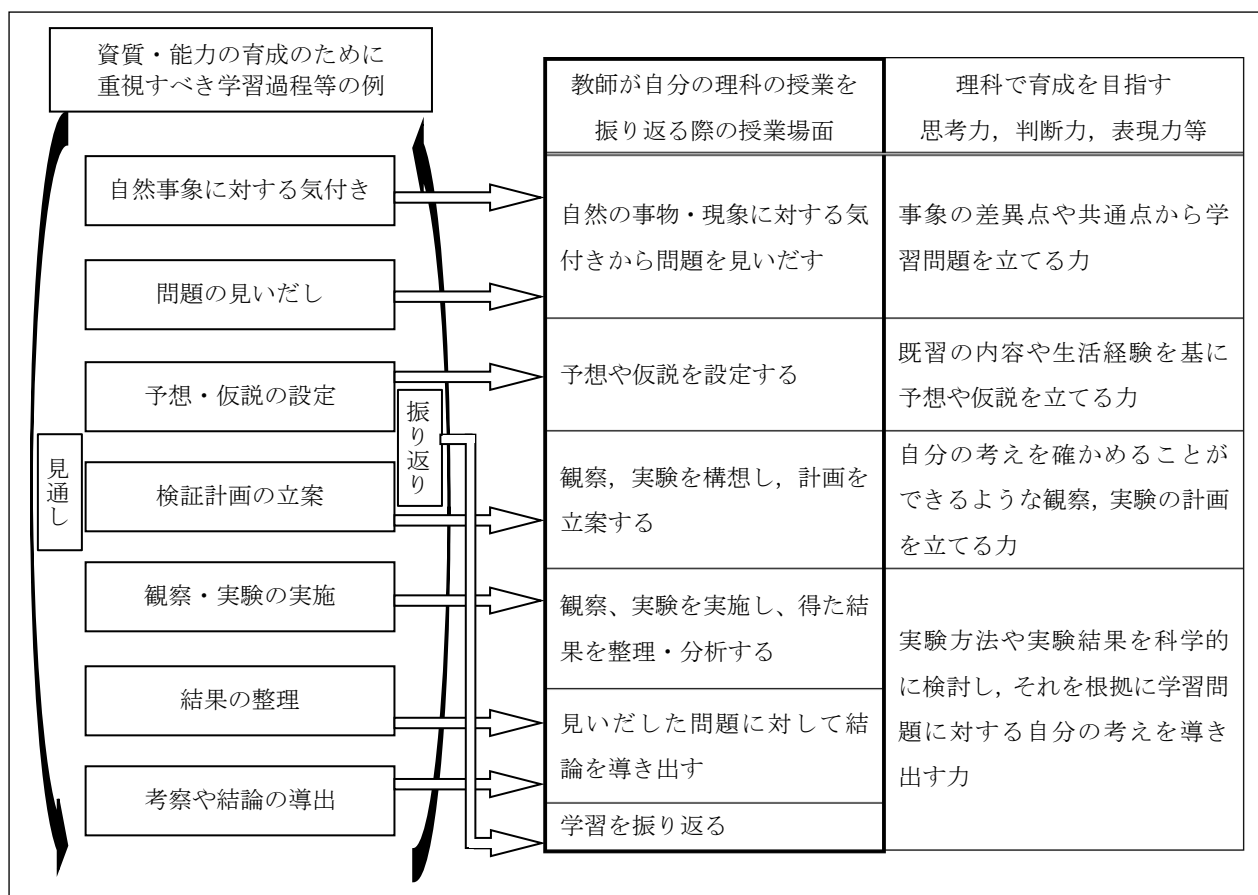 資質・能力の育成のために
重視すべき学習過程等の例
自然事象に対する気付き
問題の見いだし
予想・仮説の設定
検証計画の立案
観察・実験の実施
結果の整理
考察や結論の導出
見通し
振り返り
教師が自分の理科の授業を
振り返る際の授業場面
理科で育成を目指す
思考力，判断力，表現力等
自然の事物・現象に対する気
付きから問題を見いだす
事象の差異点や共通点から学
習問題を立てる力
予想や仮説を設定する
既習の内容や生活経験を基に
予想や仮説を立てる力
観察，実験を構想し，計画を
立案する
自分の考えを確かめることが
できるような観察，実験の計画
を立てる力
観察、実験を実施し、得た結
果を整理・分析する
見いだした問題に対して結
論を導き出す
学習を振り返る
実験方法や実験結果を科学的
に検討し，それを根拠に学習問
題に対する自分の考えを導き
出す力